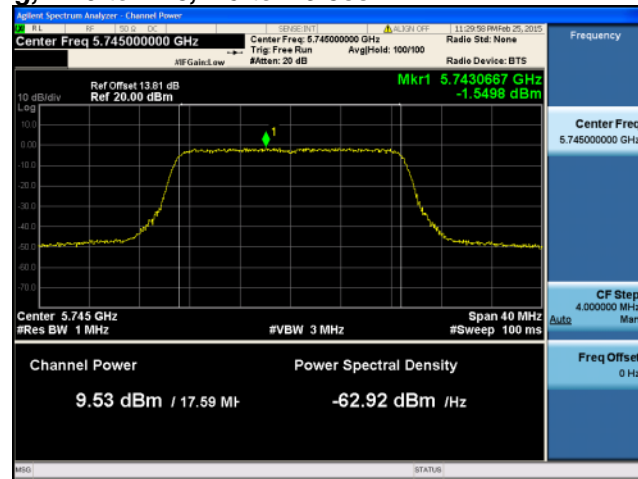 Agilent Spectrum Analyzer - Channel Power
RL RF 50 Ω DC SENSE:INT ALIGN OFF 11:29:58 PM Feb 25, 2015
Center Freq 5.745000000 GHz Center Freq: 5.745000000 GHz Radio Std: None
Trig: Free Run Avg|Hold: 100/100
#IFGain:Low #Atten: 20 dB Radio Device: BTS
Ref Offset 13.81 dB Mkr1 5.7430667 GHz
10 dB/div Ref 20.00 dBm -1.5498 dBm
Log
10.0
0.00
-10.0
-20.0
-30.0
-40.0
-50.0
-60.0
-70.0
1
Center 5.745 GHz Span 40 MHz
#Res BW 1 MHz #VBW 3 MHz #Sweep 100 ms
Channel Power Power Spectral Density
9.53 dBm / 17.59 MH -62.92 dBm /Hz
MSG STATUS
Frequency
Center Freq
5.745000000 GHz
CF Step
4.000000 MHz
Auto Man
Freq Offset
0 Hz